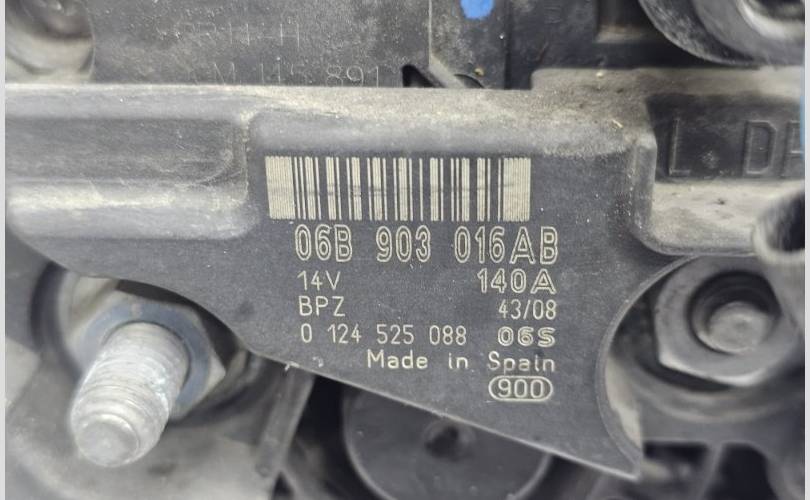 06B 903 016AB
14V 140A
BPZ 43/08
0 124 525 088 06S
Made in Spain
900